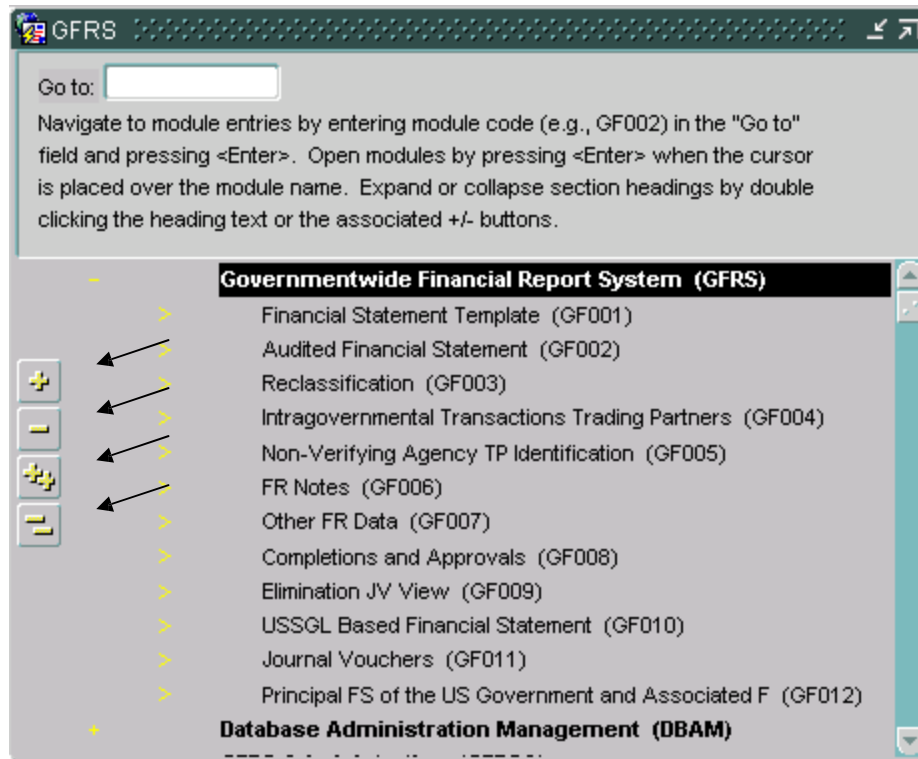 GFRS
Go to:
Navigate to module entries by entering module code (e.g., GF002) in the "Go to"
field and pressing <Enter>. Open modules by pressing <Enter> when the cursor
is placed over the module name. Expand or collapse section headings by double
clicking the heading text or the associated +/- buttons.
- Governmentwide Financial Report System (GFRS)
> Financial Statement Template (GF001)
> Audited Financial Statement (GF002)
> Reclassification (GF003)
> Intragovernmental Transactions Trading Partners (GF004)
> Non-Verifying Agency TP Identification (GF005)
> FR Notes (GF006)
> Other FR Data (GF007)
> Completions and Approvals (GF008)
> Elimination JV View (GF009)
> USSGL Based Financial Statement (GF010)
> Journal Vouchers (GF011)
> Principal FS of the US Government and Associated F (GF012)
+ Database Administration Management (DBAM)